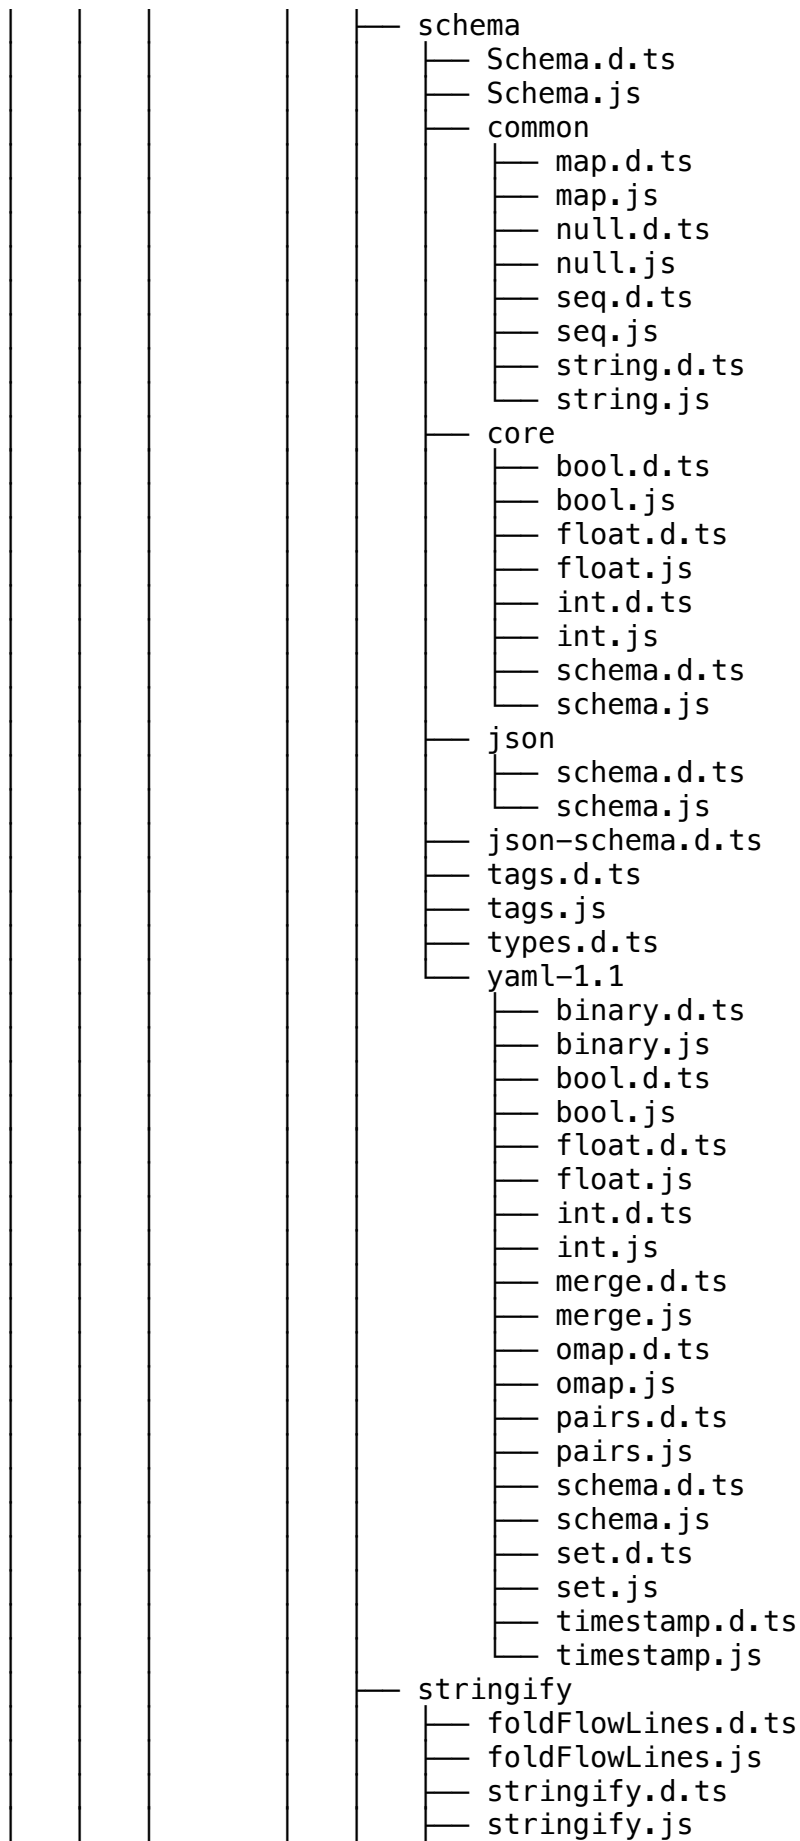 schema
Schema.d.ts
Schema.js
common
map.d.ts
map.js
null.d.ts
null.js
seq.d.ts
seq.js
string.d.ts
string.js
core
bool.d.ts
bool.js
float.d.ts
float.js
int.d.ts
int.js
schema.d.ts
schema.js
json
schema.d.ts
schema.js
json-schema.d.ts
tags.d.ts
tags.js
types.d.ts
yaml-1.1
binary.d.ts
binary.js
bool.d.ts
bool.js
float.d.ts
float.js
int.d.ts
int.js
merge.d.ts
merge.js
omap.d.ts
omap.js
pairs.d.ts
pairs.js
schema.d.ts
schema.js
set.d.ts
set.js
timestamp.d.ts
timestamp.js
stringify
foldFlowLines.d.ts
foldFlowLines.js
stringify.d.ts
stringify.js